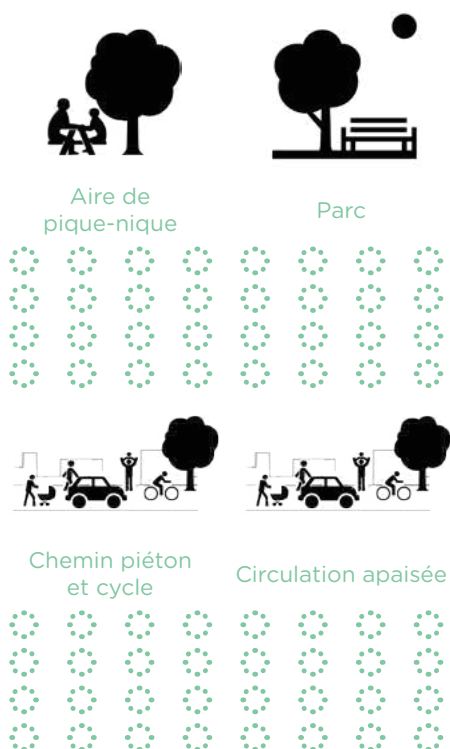 Aire de
pique-nique
Parc
Chemin piéton
et cycle
Circulation apaisée